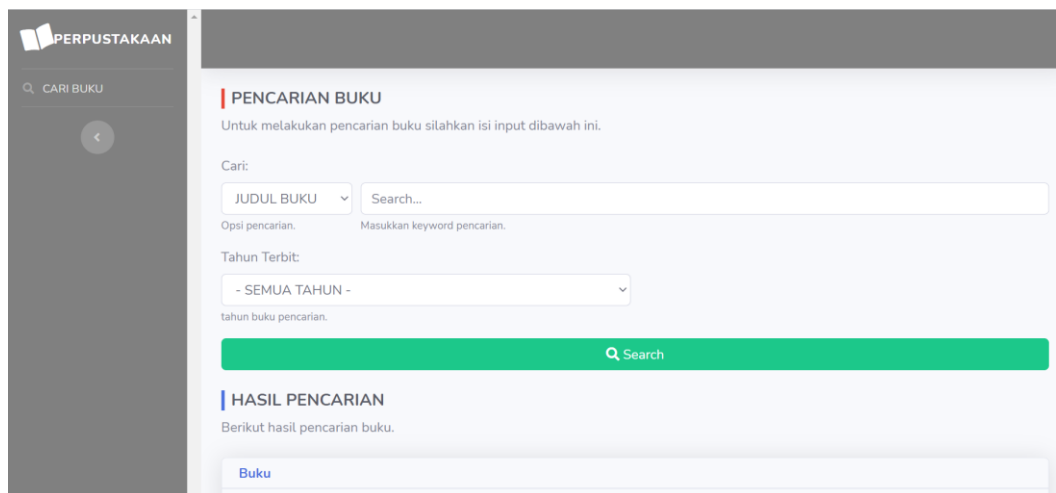 PERPUSTAKAAN
CARI BUKU
PENCARIAN BUKU
Untuk melakukan pencarian buku silahkan isi input dibawah ini.
Cari:
JUDUL BUKU
Search...
Opsi pencarian.
Masukkan keyword pencarian.
Tahun Terbit:
- SEMUA TAHUN -
tahun buku pencarian.
Search
HASIL PENCARIAN
Berikut hasil pencarian buku.
Buku